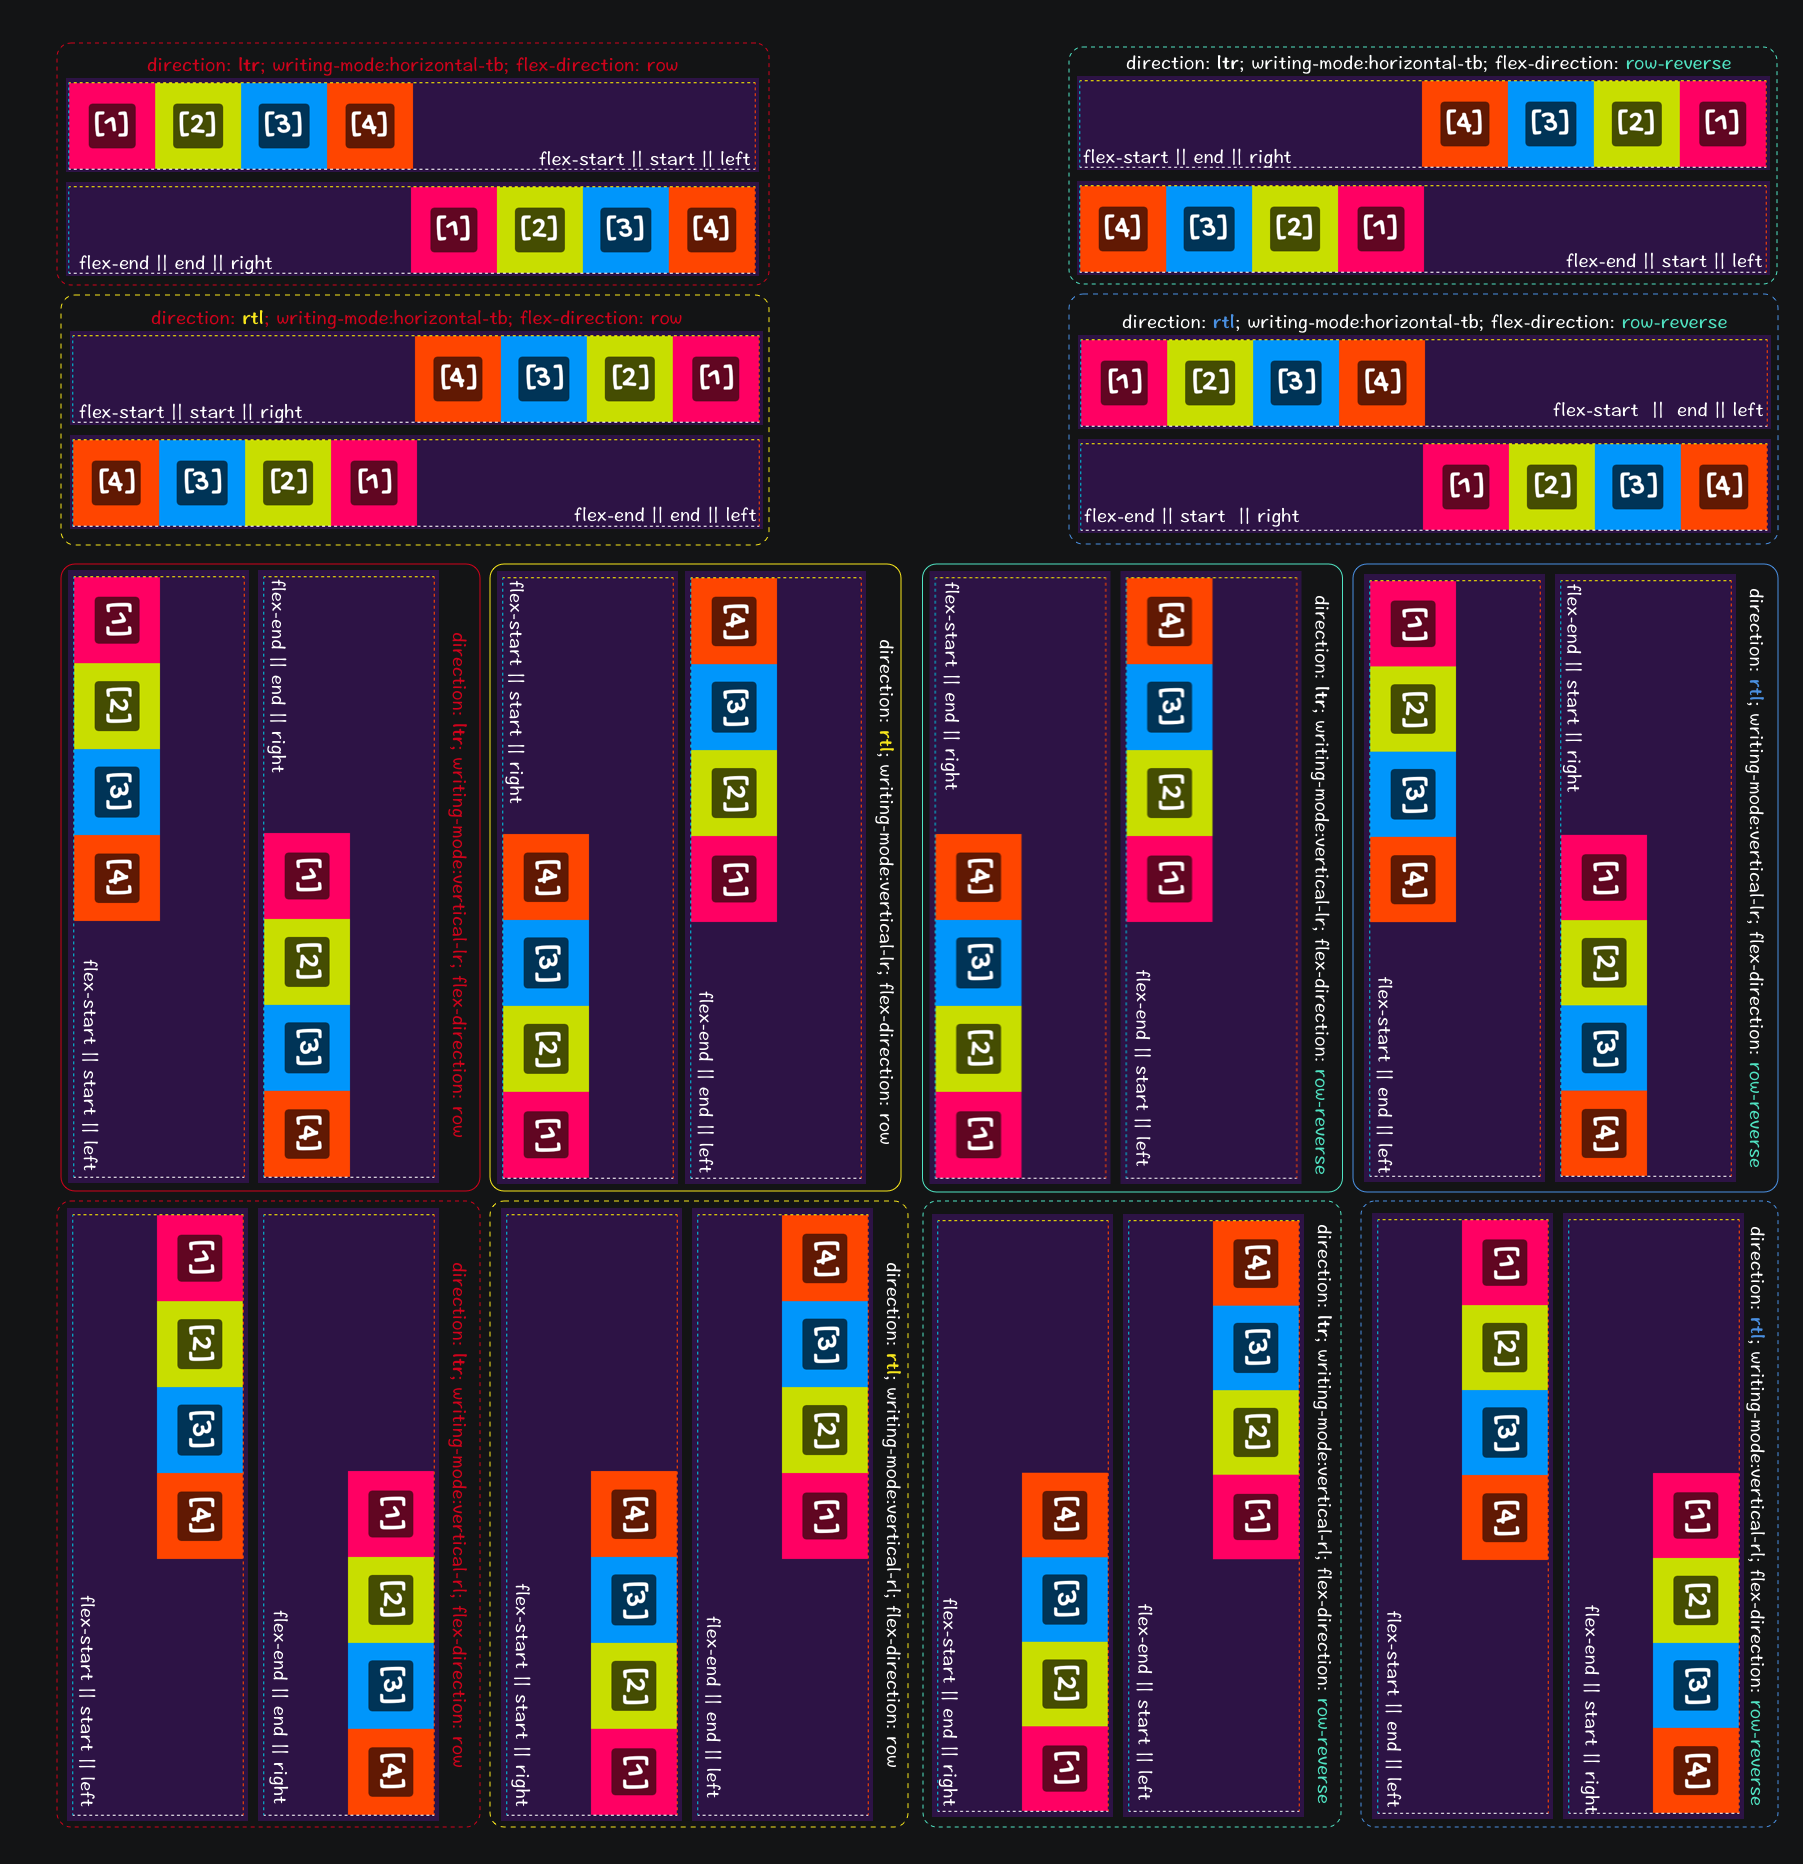 direction: ltr; writing-mode:horizontal-tb; flex-direction: row
[1] [2] [3] [4]
flex-start || start || left
[1] [2] [3] [4]
flex-end || end || right
direction: ltr; writing-mode:horizontal-tb; flex-direction: row-reverse
[4] [3] [2] [1]
flex-start || end || right
[4] [3] [2] [1]
flex-end || start || left
direction: rtl; writing-mode:horizontal-tb; flex-direction: row
[4] [3] [2] [1]
flex-start || start || right
[4] [3] [2] [1]
flex-end || end || left
direction: rtl; writing-mode:horizontal-tb; flex-direction: row-reverse
[1] [2] [3] [4]
flex-start || end || left
[1] [2] [3] [4]
flex-end || start || right
[1] [2] [3] [4]
flex-start || start || left
flex-end || end || right
[1] [2] [3] [4]
direction: ltr; writing-mode:vertical-lr; flex-direction: row
flex-start || start || right
[4] [3] [2] [1]
[4] [3] [2] [1]
flex-end || end || left
direction: rtl; writing-mode:vertical-lr; flex-direction: row
flex-start || end || right
[4] [3] [2] [1]
[4] [3] [2] [1]
flex-end || start || left
direction: ltr; writing-mode:vertical-lr; flex-direction: row-reverse
[1] [2] [3] [4]
flex-start || end || left
flex-end || start || right
[1] [2] [3] [4]
direction: rtl; writing-mode:vertical-lr; flex-direction: row-reverse
[1] [2] [3] [4]
flex-start || start || left
[1] [2] [3] [4]
flex-end || end || right
direction: ltr; writing-mode:vertical-rl; flex-direction: row
[4] [3] [2] [1]
flex-start || start || right
[4] [3] [2] [1]
flex-end || end || left
direction: rtl; writing-mode:vertical-rl; flex-direction: row
[4] [3] [2] [1]
flex-start || end || right
[4] [3] [2] [1]
flex-end || start || left
direction: ltr; writing-mode:vertical-rl; flex-direction: row-reverse
[1] [2] [3] [4]
flex-start || end || left
[1] [2] [3] [4]
flex-end || start || right
direction: rtl; writing-mode:vertical-rl; flex-direction: row-reverse